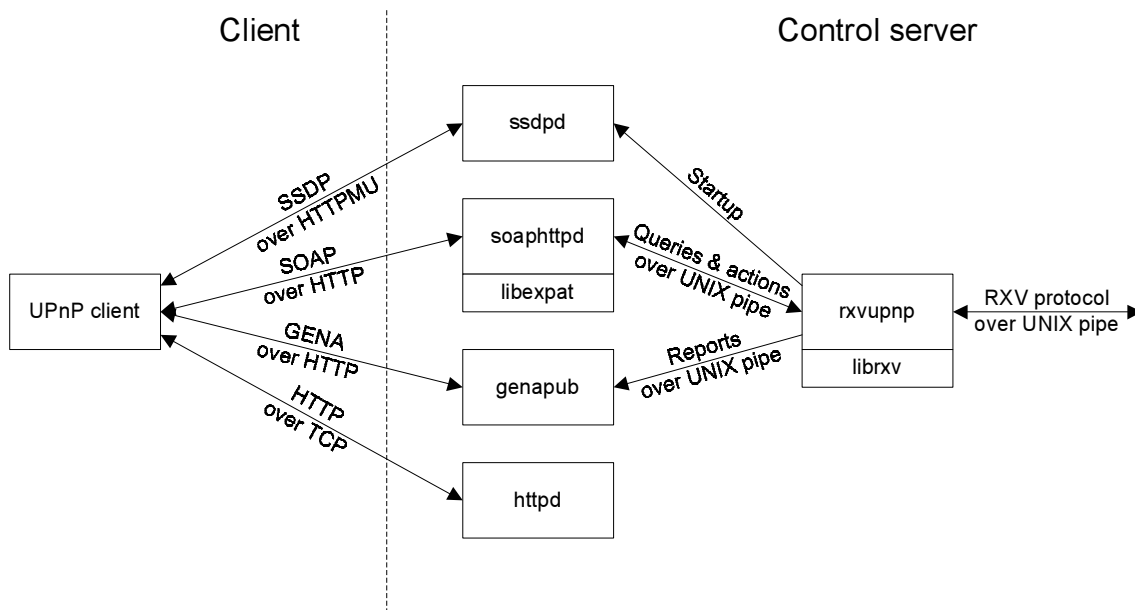 Client
Control server
ssdpd
SSDP
over HTTPMU
Startup
soaphttpd
libexpat
SOAP
over HTTP
Queries & actions
over UNIX pipe
UPnP client
rxvupnp
librxv
RXV protocol
over UNIX pipe
GENA
over HTTP
genapub
Reports
over UNIX pipe
HTTP
over TCP
httpd